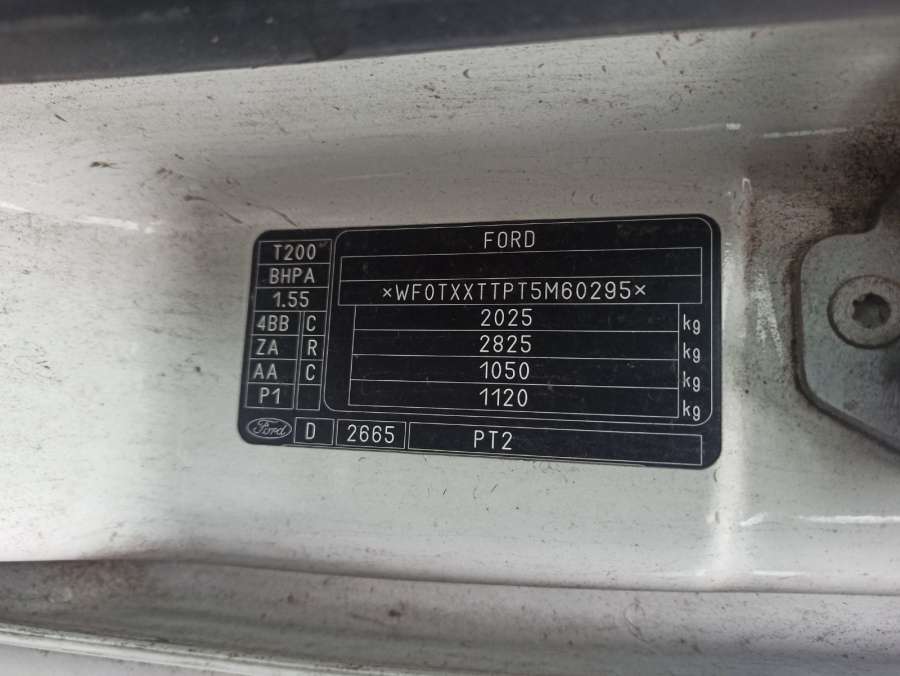 FORD
T200
BHPA
1.55
×WF0TXXTTPT5M60295×
4BB C
2025 kg
ZA R
2825 kg
AA C
1050 kg
P1
1120 kg
Ford D 2665 PT2